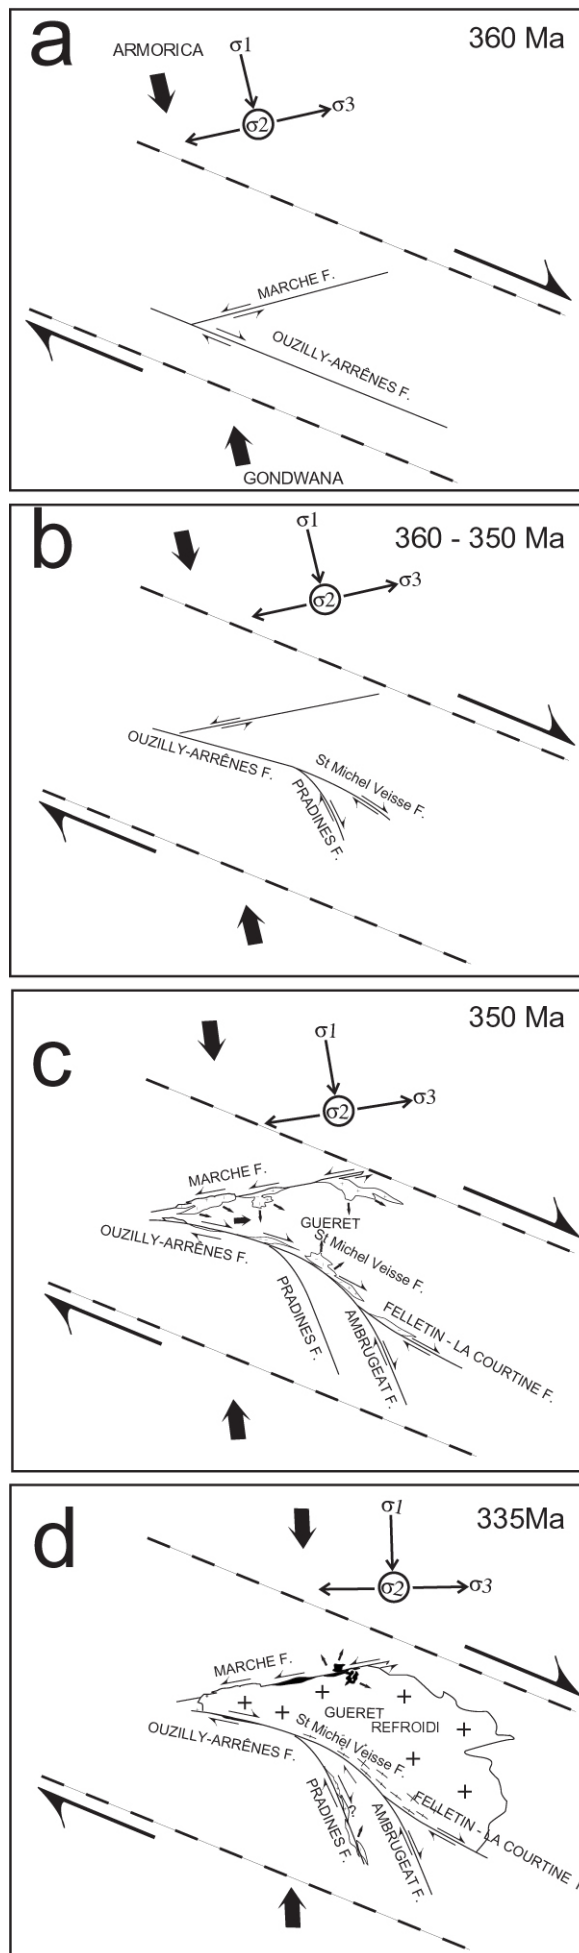 a
360 Ma
ARMORICA
σ1
σ2
σ3
MARCHE F.
OUZILLY-ARRÊNES F.
GONDWANA
b
360 - 350 Ma
σ1
σ2
σ3
OUZILLY-ARRÊNES F.
St Michel Veisse F.
PRADINES F.
c
350 Ma
σ1
σ2
σ3
MARCHE F.
GUERET
OUZILLY-ARRÊNES F.
St Michel Veisse F.
PRADINES F.
AMBRUGEAT F.
FELLETIN - LA COURTINE F.
d
335Ma
σ1
σ2
σ3
MARCHE F.
GUERET
REFROIDI
OUZILLY-ARRÊNES F.
St Michel Veisse F.
PRADINES F.
AMBRUGEAT F.
FELLETIN - LA COURTINE